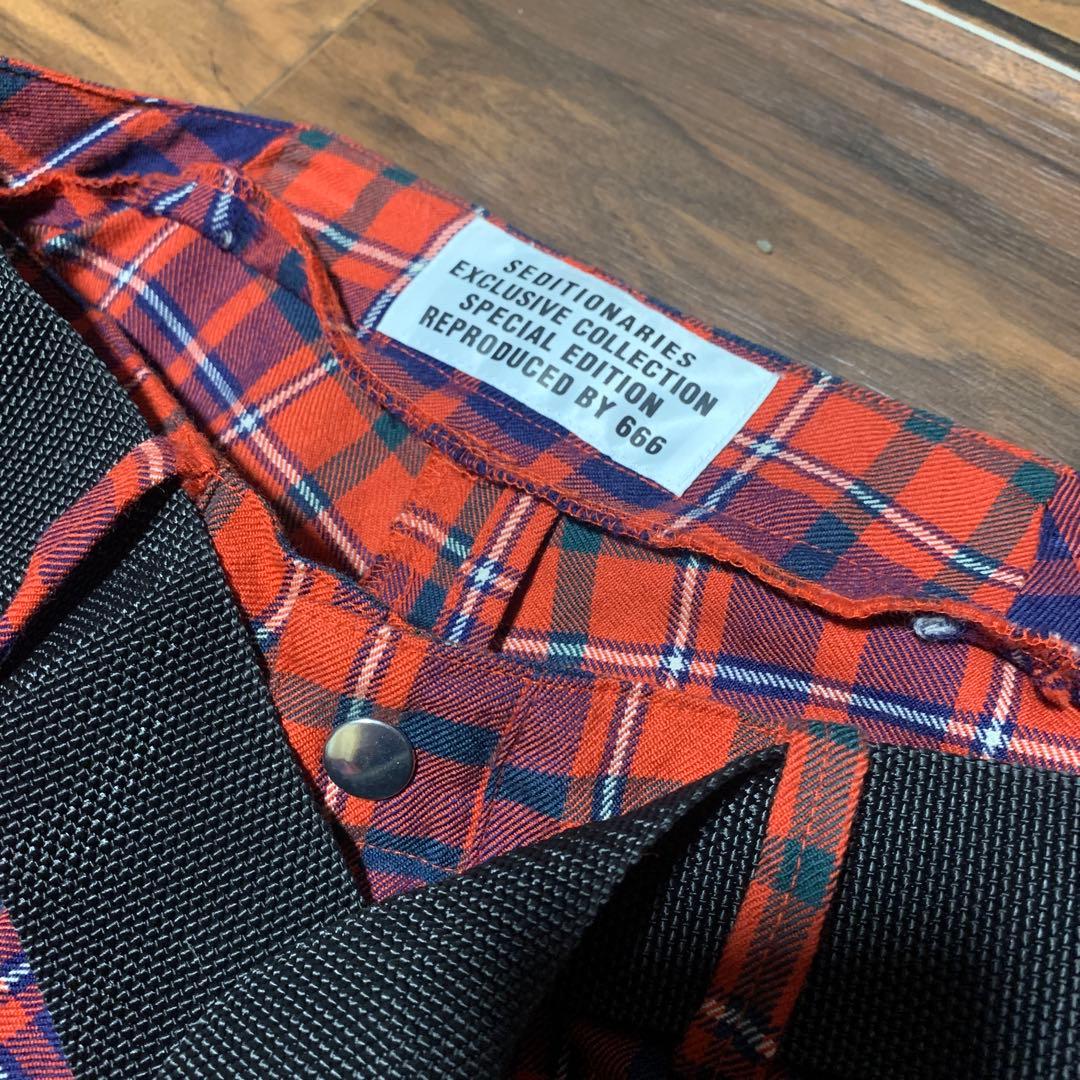 SEDITIONARIES
EXCLUSIVE COLLECTION
SPECIAL EDITION
REPRODUCED BY 666